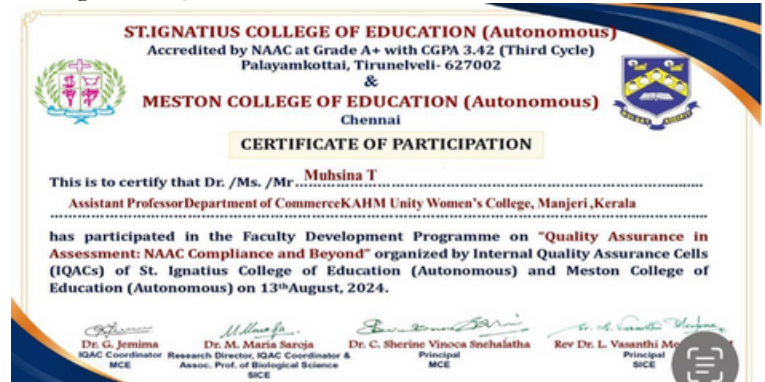 ST.IGNATIUS COLLEGE OF EDUCATION (Autonomous)
Accredited by NAAC at Grade A+ with CGPA 3.42 (Third Cycle)
Palayamkottai, Tirunelveli- 627002
&
MESTON COLLEGE OF EDUCATION (Autonomous)
Chennai
CERTIFICATE OF PARTICIPATION
This is to certify that Dr. /Ms. /Mr Muhsina T
Assistant ProfessorDepartment of CommerceKAHM Unity Women's College, Manjeri ,Kerala
has participated in the Faculty Development Programme on "Quality Assurance in
Assessment: NAAC Compliance and Beyond" organized by Internal Quality Assurance Cells
(IQACs) of St. Ignatius College of Education (Autonomous) and Meston College of
Education (Autonomous) on 13thAugust, 2024.
Dr. G. Jemima
IQAC Coordinator
MCE
Dr. M. Maria Saroja
Research Director, IQAC Coordinator &
Assoc. Prof. of Biological Science
SICE
Dr. C. Sherine Vinoca Snehalatha
Principal
MCE
Rev Dr. L. Vasanthi
Principal
SICE